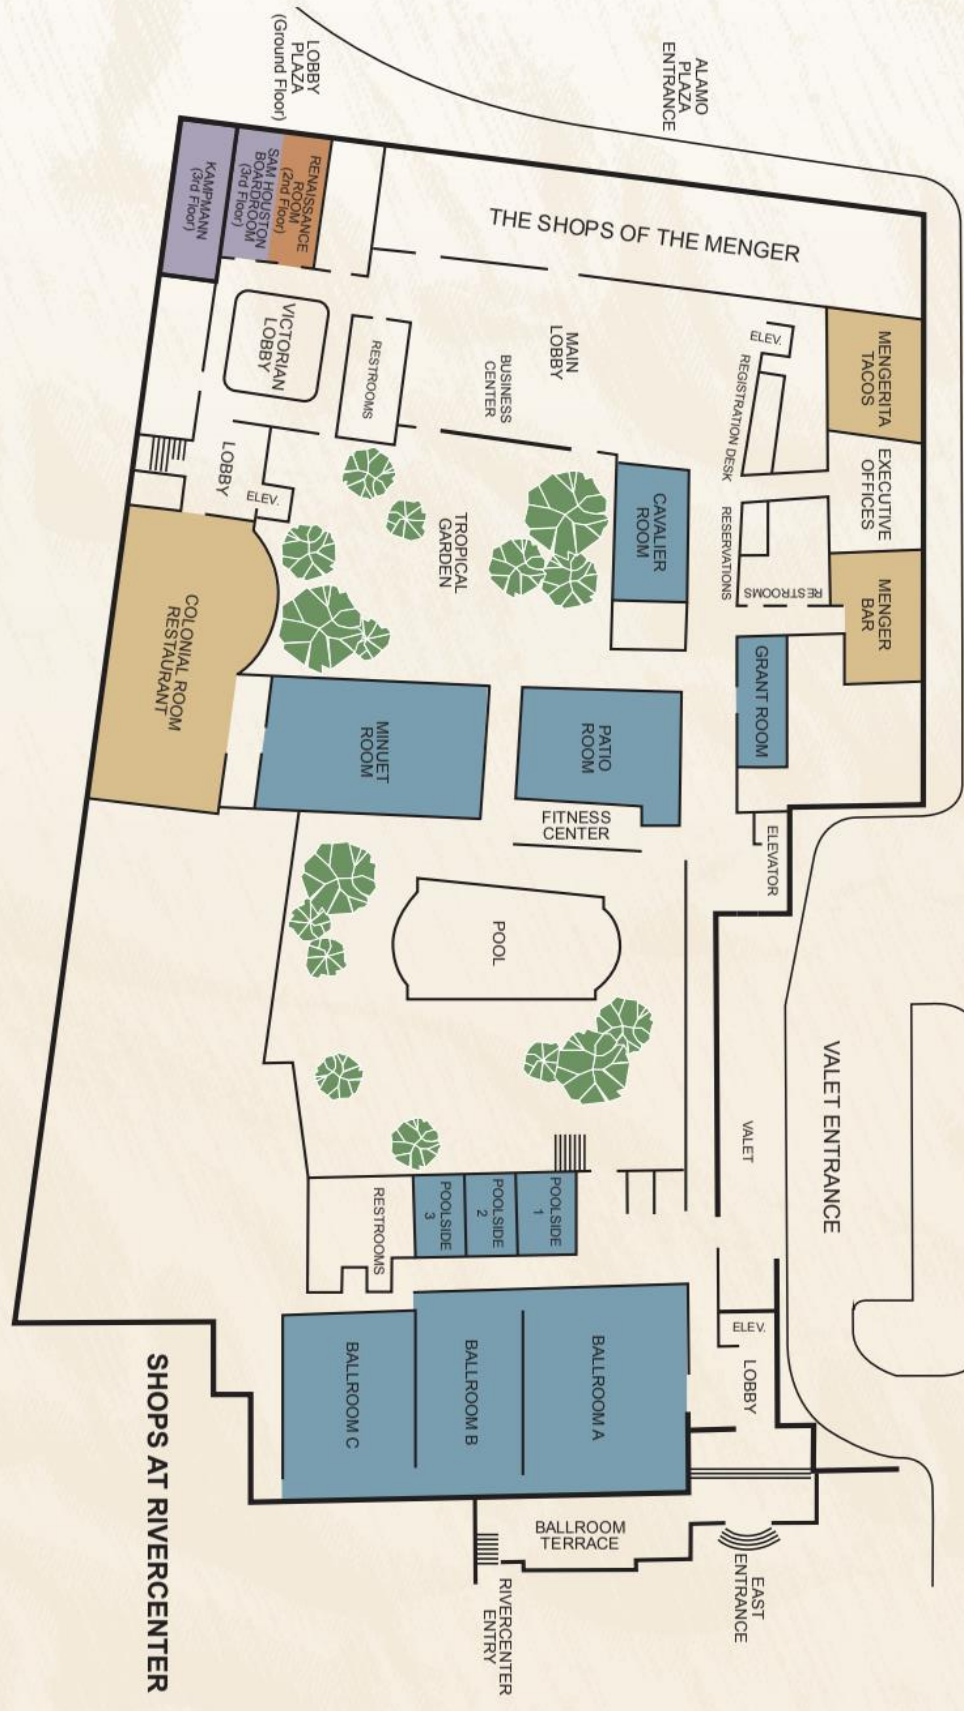 LOBBY
PLAZA
(Ground Floor)
ALAMO
PLAZA
ENTRANCE
THE SHOPS OF THE MENGER
RENAISSANCE
ROOM
(2nd Floor)
SAM HOUSTON
BOARDROOM
(3rd Floor)
KAMPMANN
(3rd Floor)
VICTORIAN
LOBBY
RESTROOMS
MAIN
LOBBY
BUSINESS
CENTER
ELEV.
REGISTRATION DESK
MENGERITA
TACOS
EXECUTIVE
OFFICES
MENGER
BAR
RESTROOMS
RESERVATIONS
CAVALIER
ROOM
TROPICAL
GARDEN
LOBBY
ELEV.
COLONIAL ROOM
RESTAURANT
MINUET
ROOM
PATIO
ROOM
GRANT ROOM
FITNESS
CENTER
ELEVATOR
POOL
VALET ENTRANCE
VALET
POOLSIDE
1
POOLSIDE
2
POOLSIDE
3
RESTROOMS
ELEV.
LOBBY
BALLROOM A
BALLROOM B
BALLROOM C
BALLROOM
TERRACE
EAST
ENTRANCE
RIVERCENTER
ENTRY
SHOPS AT RIVERCENTER